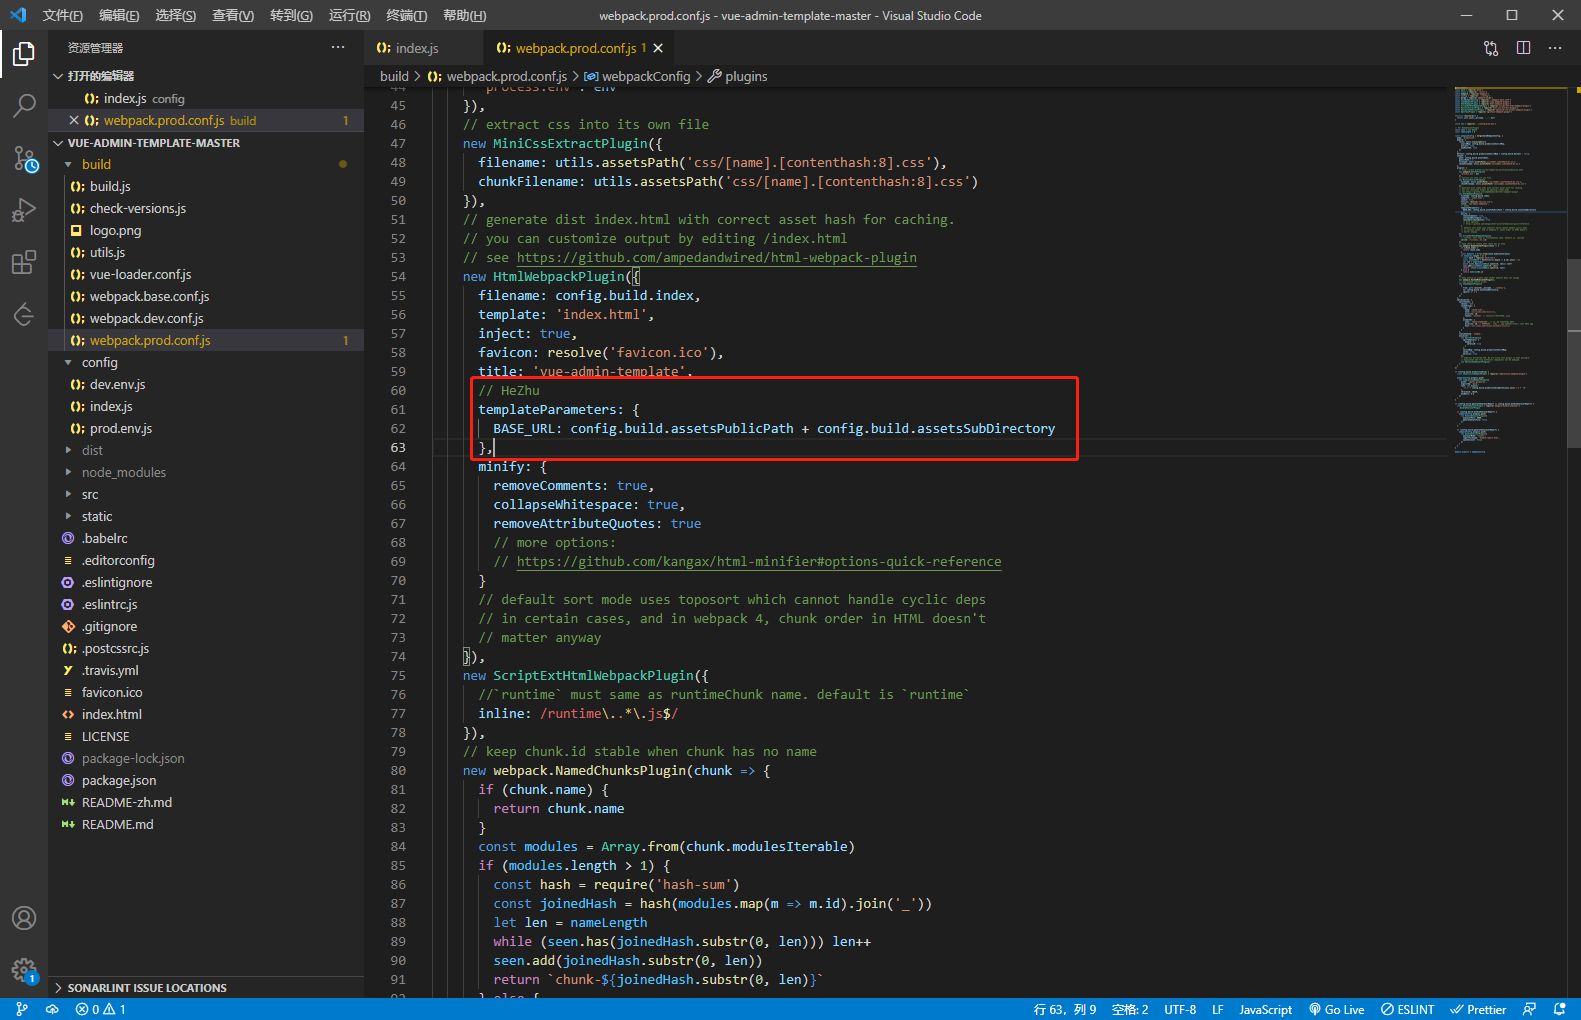 文件(F) 编辑(E) 选择(S) 查看(V) 转到(G) 运行(R) 终端(T) 帮助(H)
webpack.prod.conf.js - vue-admin-template-master - Visual Studio Code
资源管理器
打开的编辑器
index.js config
webpack.prod.conf.js build 1
VUE-ADMIN-TEMPLATE-MASTER
build
build.js
check-versions.js
logo.png
utils.js
vue-loader.conf.js
webpack.base.conf.js
webpack.dev.conf.js
webpack.prod.conf.js 1
config
dev.env.js
index.js
prod.env.js
dist
node_modules
src
static
.babelrc
.editorconfig
.eslintignore
.eslintrc.js
.gitignore
.postcssrc.js
.travis.yml
favicon.ico
index.html
LICENSE
package-lock.json
package.json
README-zh.md
README.md
SONARLINT ISSUE LOCATIONS
index.js
webpack.prod.conf.js 1
build > webpack.prod.conf.js > webpackConfig > plugins
44 'process.env': env
45 }),
46 // extract css into its own file
47 new MiniCssExtractPlugin({
48 filename: utils.assetsPath('css/[name].[contenthash:8].css'),
49 chunkFilename: utils.assetsPath('css/[name].[contenthash:8].css')
50 }),
51 // generate dist index.html with correct asset hash for caching.
52 // you can customize output by editing /index.html
53 // see https://github.com/ampedandwired/html-webpack-plugin
54 new HtmlWebpackPlugin({
55 filename: config.build.index,
56 template: 'index.html',
57 inject: true,
58 favicon: resolve('favicon.ico'),
59 title: 'vue-admin-template',
60 // HeZhu
61 templateParameters: {
62 BASE_URL: config.build.assetsPublicPath + config.build.assetsSubDirectory
63 },
64 minify: {
65 removeComments: true,
66 collapseWhitespace: true,
67 removeAttributeQuotes: true
68 // more options:
69 // https://github.com/kangax/html-minifier#options-quick-reference
70 }
71 // default sort mode uses toposort which cannot handle cyclic deps
72 // in certain cases, and in webpack 4, chunk order in HTML doesn't
73 // matter anyway
74 }),
75 new ScriptExtHtmlWebpackPlugin({
76 //`runtime` must same as runtimeChunk name. default is `runtime`
77 inline: /runtime\..*\.js$/
78 }),
79 // keep chunk.id stable when chunk has no name
80 new webpack.NamedChunksPlugin(chunk => {
81 if (chunk.name) {
82 return chunk.name
83 }
84 const modules = Array.from(chunk.modulesIterable)
85 if (modules.length > 1) {
86 const hash = require('hash-sum')
87 const joinedHash = hash(modules.map(m => m.id).join('_'))
88 let len = nameLength
89 while (seen.has(joinedHash.substr(0, len))) len++
90 seen.add(joinedHash.substr(0, len))
91 return `chunk-${joinedHash.substr(0, len)}`
92 } else {
1
0 1 行 63，列 9 空格: 2 UTF-8 LF JavaScript Go Live ESLINT Prettier